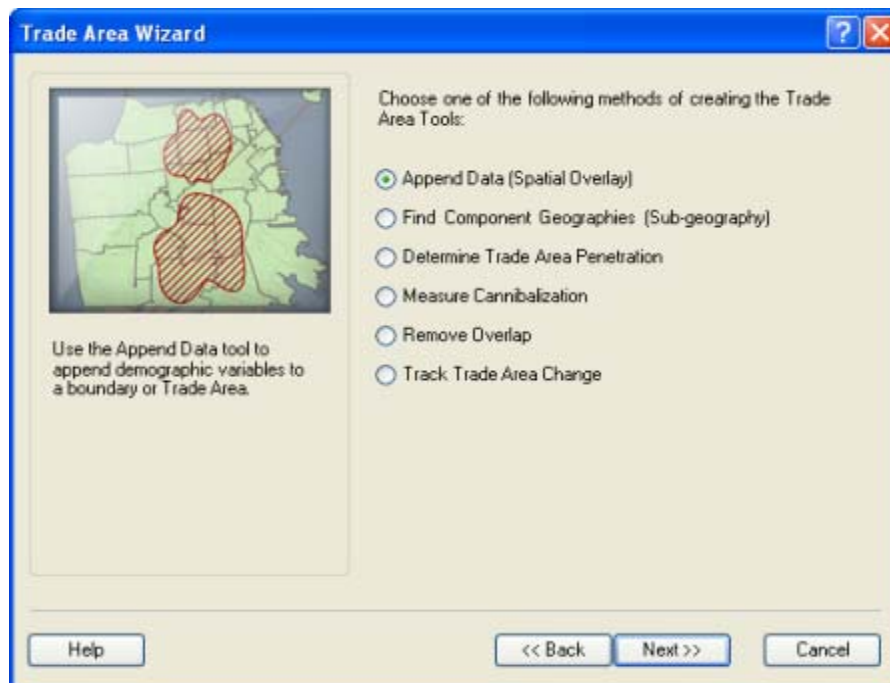 Trade Area Wizard
Use the Append Data tool to
append demographic variables to
a boundary or Trade Area.
Choose one of the following methods of creating the Trade
Area Tools:
Append Data (Spatial Overlay)
Find Component Geographies (Sub-geography)
Determine Trade Area Penetration
Measure Cannibalization
Remove Overlap
Track Trade Area Change
Help
<< Back
Next >>
Cancel